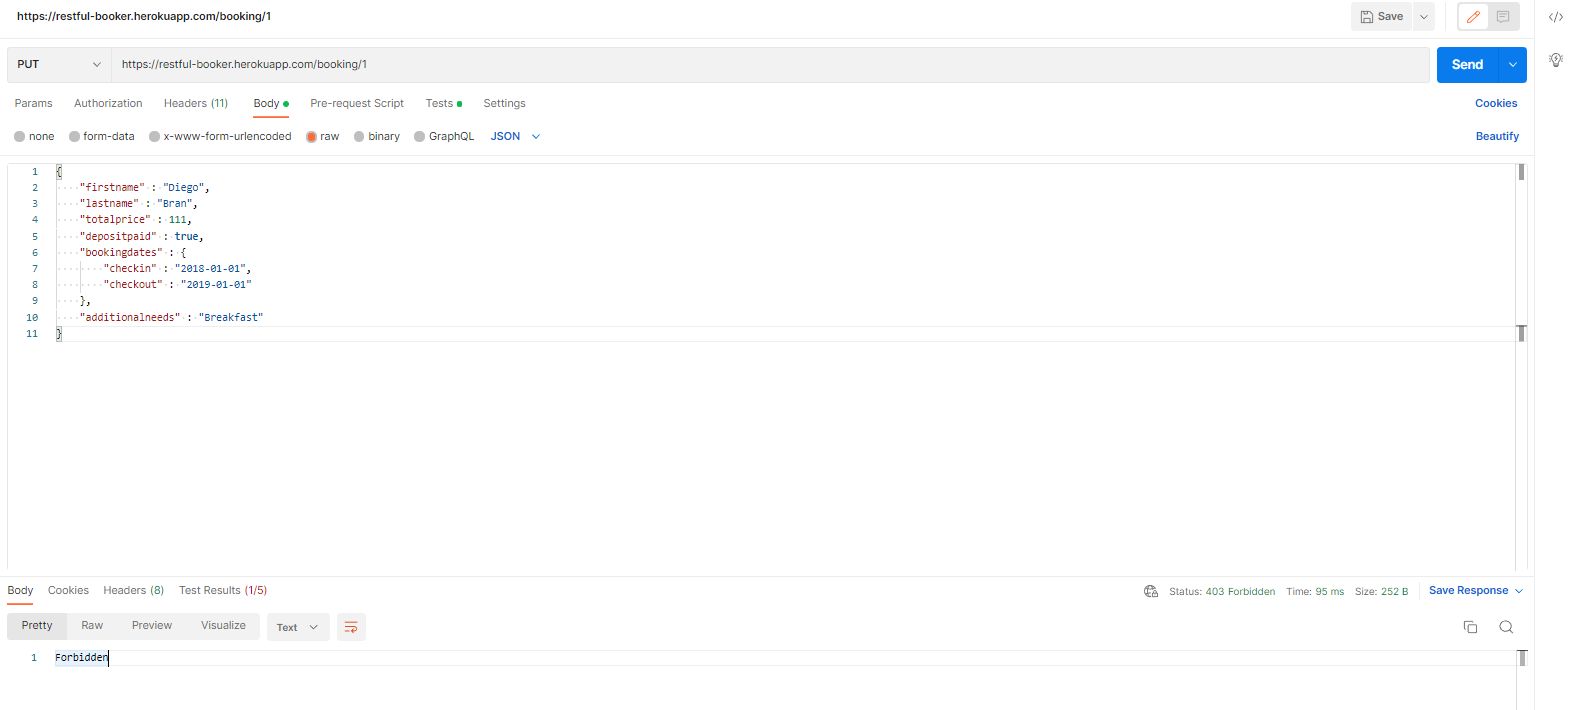 https://restful-booker.herokuapp.com/booking/1
Save
PUT
https://restful-booker.herokuapp.com/booking/1
Send
Params Authorization Headers (11) Body Pre-request Script Tests Settings Cookies
none form-data x-www-form-urlencoded raw binary GraphQL JSON Beautify
1 {
2 "firstname" : "Diego",
3 "lastname" : "Bran",
4 "totalprice" : 111,
5 "depositpaid" : true,
6 "bookingdates" : {
7 "checkin" : "2018-01-01",
8 "checkout" : "2019-01-01"
9 },
10 "additionalneeds" : "Breakfast"
11 }
Body Cookies Headers (8) Test Results (1/5) Status: 403 Forbidden Time: 95 ms Size: 252 B Save Response
Pretty Raw Preview Visualize Text
1 Forbidden